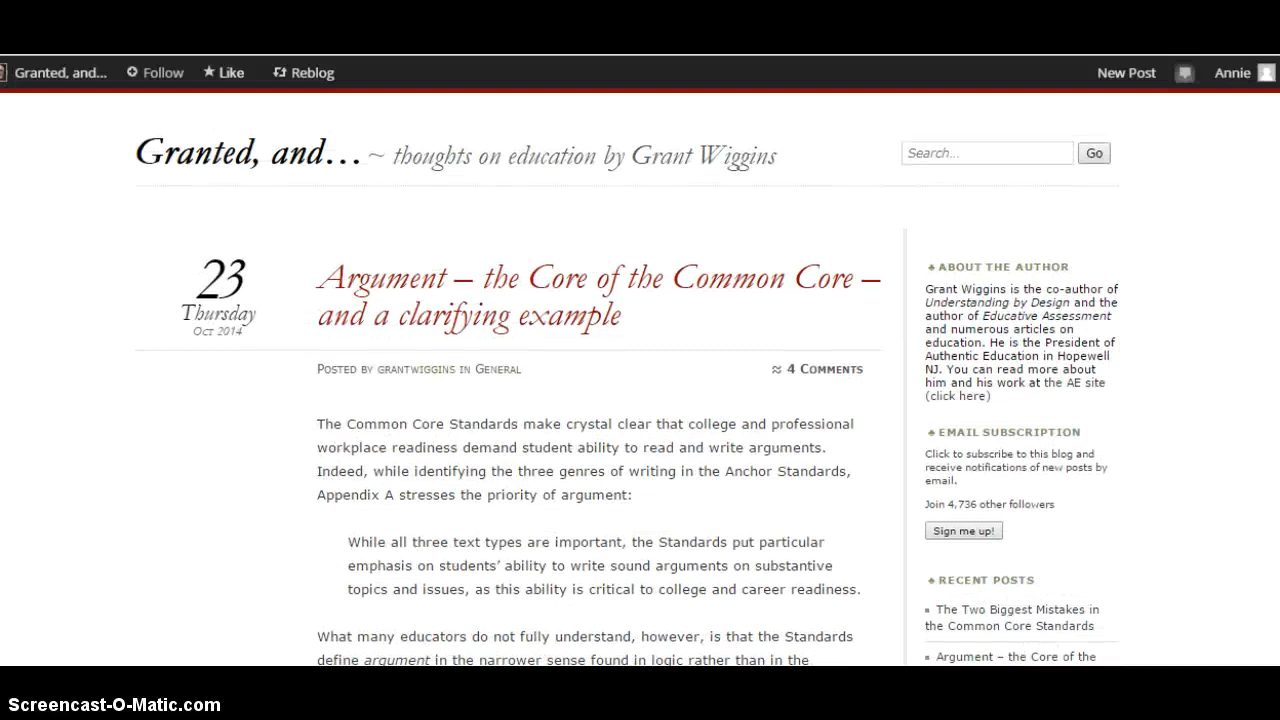 Granted, and... Follow Like Reblog New Post Annie
Granted, and… ~ thoughts on education by Grant Wiggins
Search... Go
23
Thursday
Oct 2014
Argument – the Core of the Common Core –
and a clarifying example
Posted by grantwiggins in General
≈ 4 Comments
The Common Core Standards make crystal clear that college and professional
workplace readiness demand student ability to read and write arguments.
Indeed, while identifying the three genres of writing in the Anchor Standards,
Appendix A stresses the priority of argument:
While all three text types are important, the Standards put particular
emphasis on students’ ability to write sound arguments on substantive
topics and issues, as this ability is critical to college and career readiness.
What many educators do not fully understand, however, is that the Standards
define argument in the narrower sense found in logic rather than in the
♣ ABOUT THE AUTHOR
Grant Wiggins is the co-author of
Understanding by Design and the
author of Educative Assessment
and numerous articles on
education. He is the President of
Authentic Education in Hopewell
NJ. You can read more about
him and his work at the AE site
(click here)
♣ EMAIL SUBSCRIPTION
Click to subscribe to this blog and
receive notifications of new posts by
email.
Join 4,736 other followers
Sign me up!
♣ RECENT POSTS
The Two Biggest Mistakes in
the Common Core Standards
Argument – the Core of the
Screencast-O-Matic.com